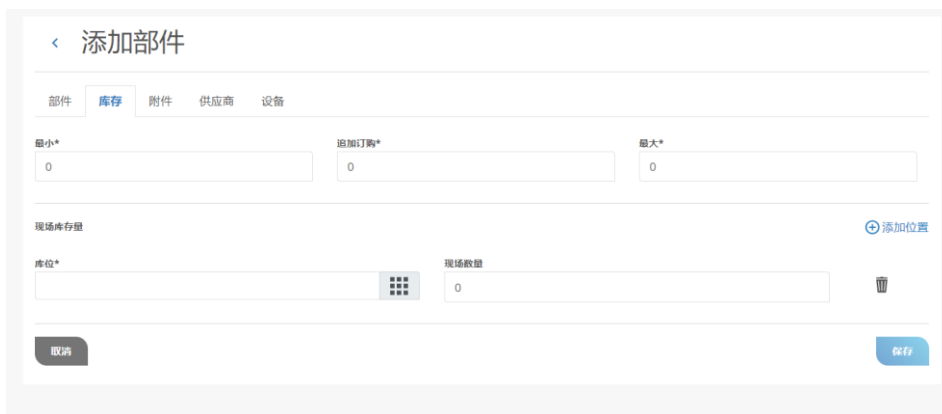 添加部件
部件 库存 附件 供应商 设备
最小* 追加订购* 最大*
0 0 0
现场库存量 添加位置
库位* 现场数量
0
取消 保存